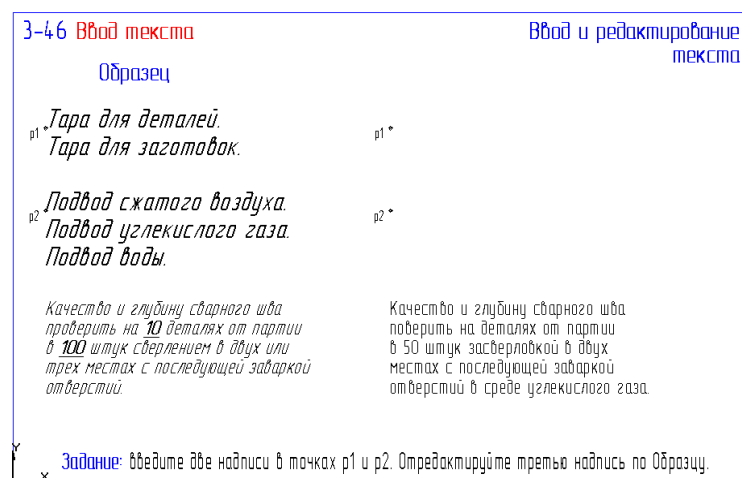 3-46 Ввод текста
Ввод и редактирование
текста
Образец
p1
Тара для деталей.
Тара для заготовок.
p1
p2
Подвод сжатого воздуха.
Подвод углекислого газа.
Подвод воды.
p2
Качество и глубину сварного шва
проверить на 10 деталях от партии
в 100 штук сверлением в двух или
трех местах с последующей заваркой
отверстий.
Качество и глубину сварного шва
поверить на деталях от партии
в 50 штук засверловкой в двух
местах с последующей заваркой
отверстий в среде углекислого газа.
Y
X
Задание: введите две надписи в точках p1 и p2. Отредактируйте третью надпись по Образцу.